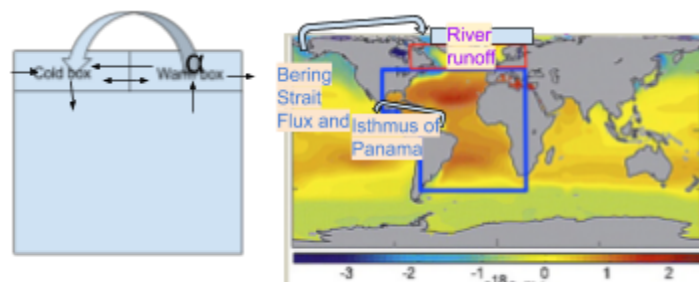 α
Cold box
Warm box
River
runoff
Bering
Strait
Flux and
Isthmus of
Panama
-3
-2
-1
0
1
2